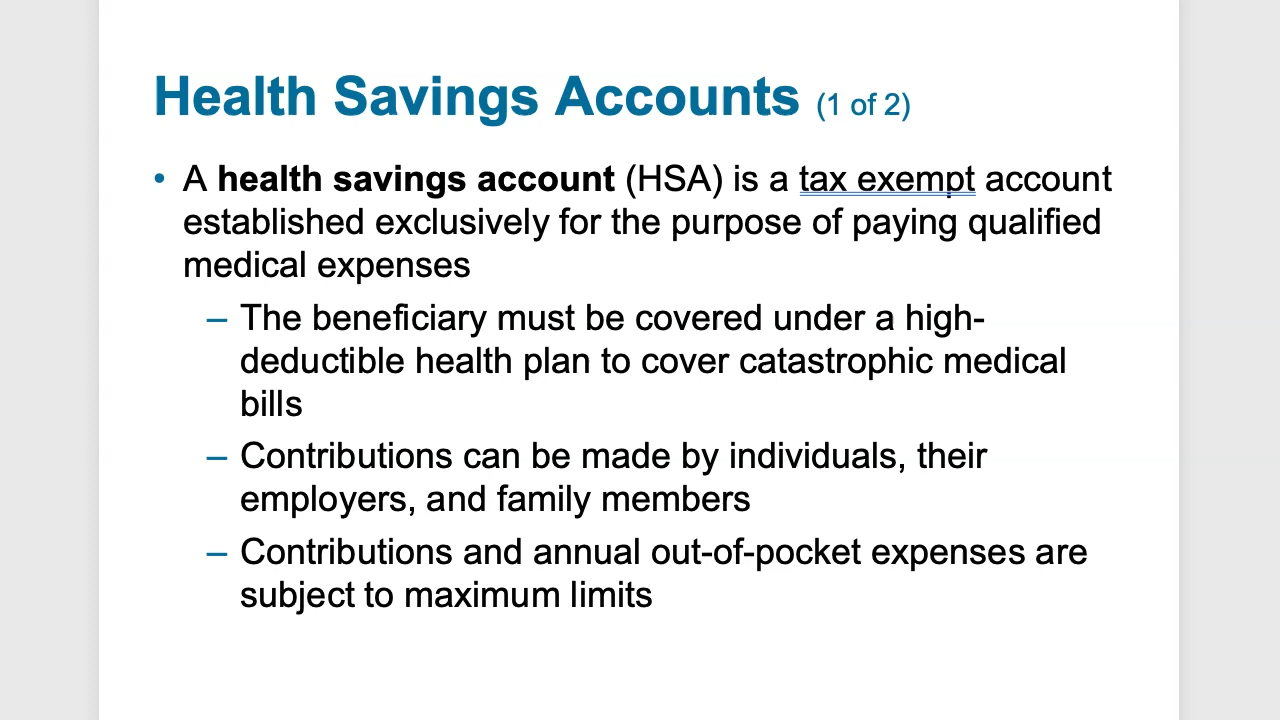 Health Savings Accounts (1 of 2)
• A health savings account (HSA) is a tax exempt account
established exclusively for the purpose of paying qualified
medical expenses
– The beneficiary must be covered under a high-
deductible health plan to cover catastrophic medical
bills
– Contributions can be made by individuals, their
employers, and family members
– Contributions and annual out-of-pocket expenses are
subject to maximum limits